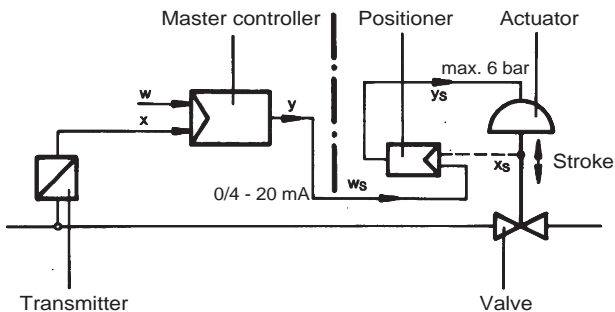 Master controller
Positioner
Actuator
max. 6 bar
w
y
ys
x
xs
Stroke
ws
0/4 - 20 mA
Transmitter
Valve